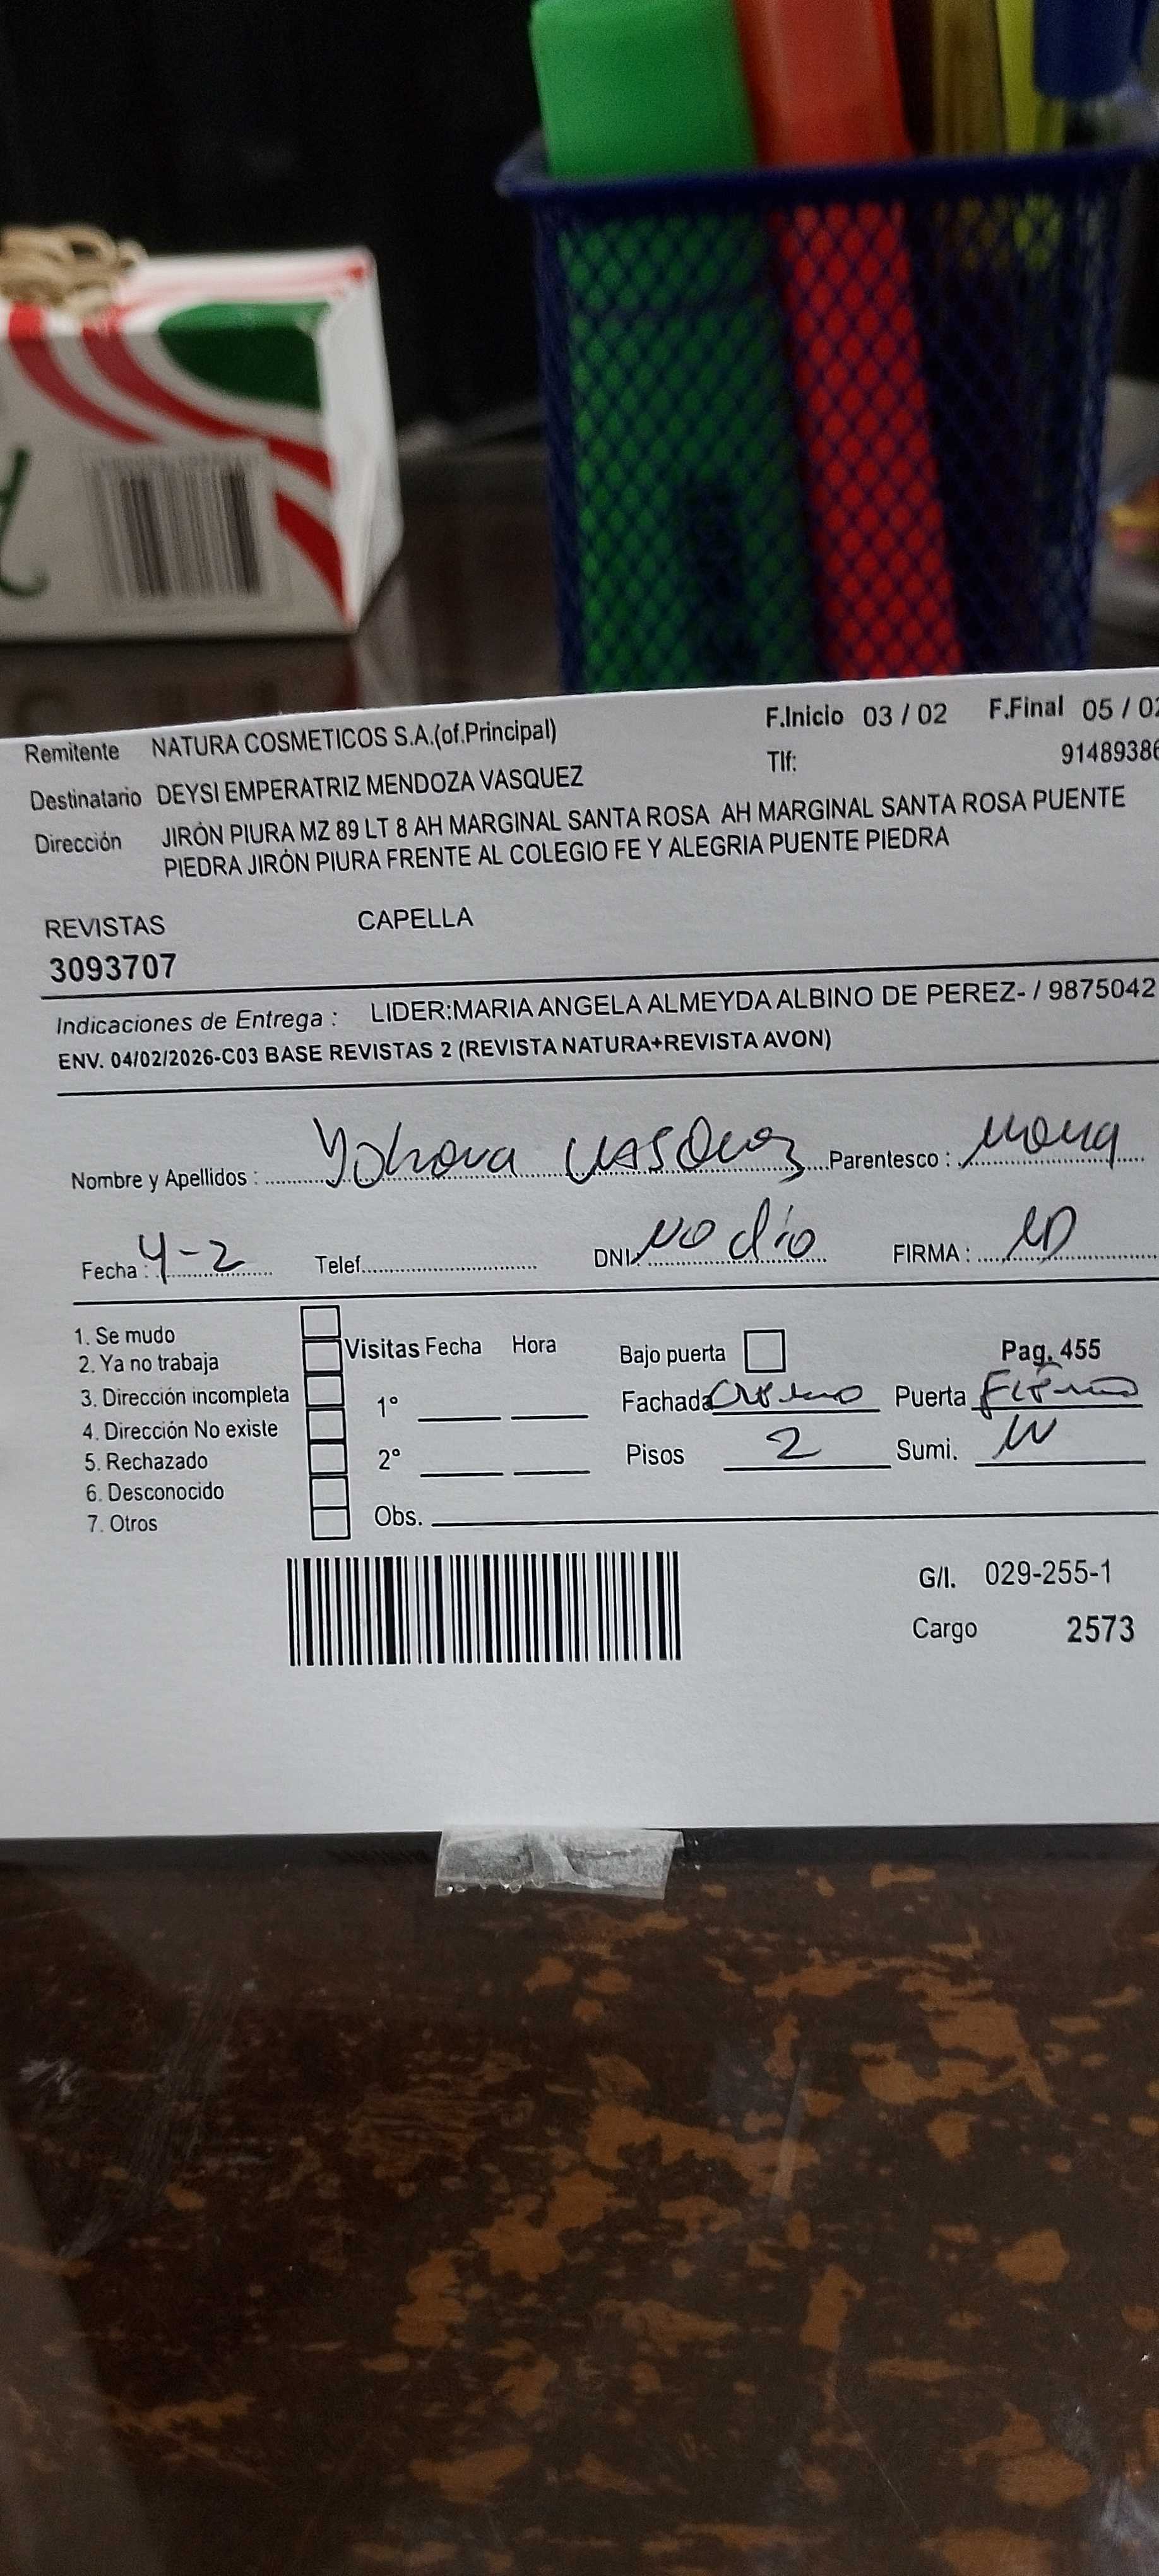 Remitente NATURA COSMETICOS S.A.(of.Principal) F.Inicio 03 / 02 F.Final 05 / 02
Tlf: 91489386
Destinatario DEYSI EMPERATRIZ MENDOZA VASQUEZ
Dirección JIRÓN PIURA MZ 89 LT 8 AH MARGINAL SANTA ROSA AH MARGINAL SANTA ROSA PUENTE
PIEDRA JIRÓN PIURA FRENTE AL COLEGIO FE Y ALEGRIA PUENTE PIEDRA
REVISTAS CAPELLA
3093707
Indicaciones de Entrega : LIDER:MARIA ANGELA ALMEYDA ALBINO DE PEREZ- / 9875042
ENV. 04/02/2026-C03 BASE REVISTAS 2 (REVISTA NATURA+REVISTA AVON)
Nombre y Apellidos : Yohova VASQuez Parentesco :
Fecha : 4-2 Telef. DNI: NO dio FIRMA :
1. Se mudo
2. Ya no trabaja
3. Dirección incompleta
4. Dirección No existe
5. Rechazado
6. Desconocido
7. Otros
Visitas Fecha Hora
1°
2°
Obs.
Bajo puerta Pag. 455
Fachada Puerta
Pisos 2 Sumi.
G/I. 029-255-1
Cargo 2573